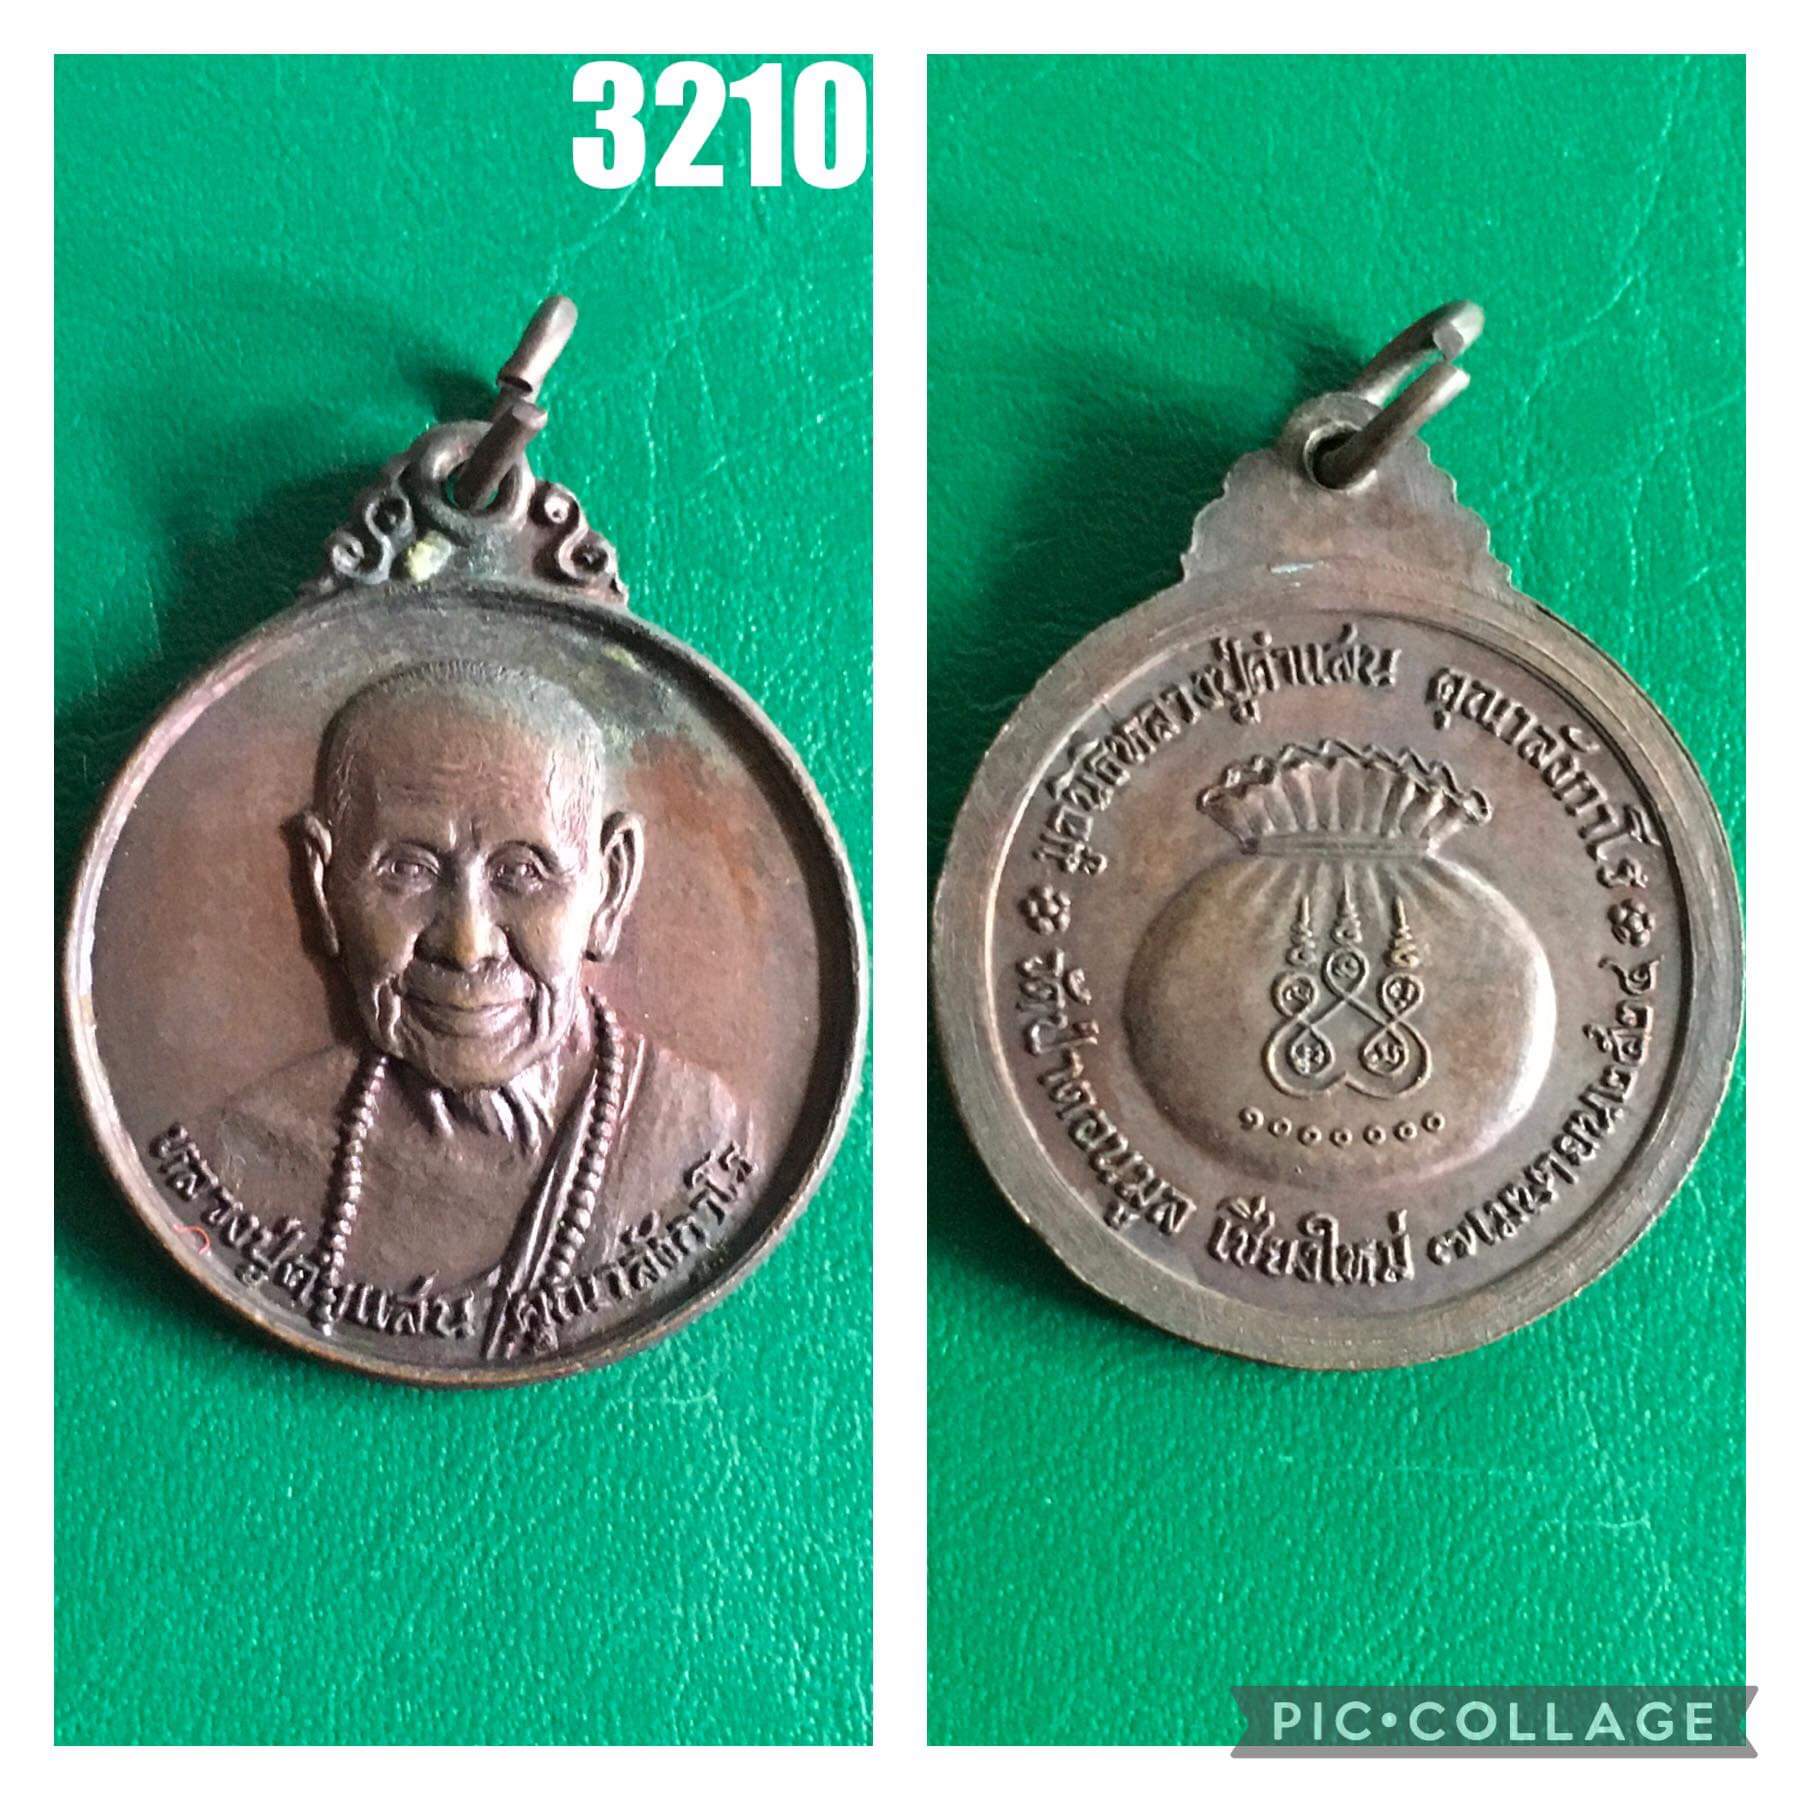 3210
หลวงปู่คำแสน คุณาลังกาโร
มูลนิธิหลวงปู่คำแสน คุณาลังกาโร
วัดป่าดอนมูล เชียงใหม่ ๗เมษายน๒๕๒๔
๑๐๐๐๐๐๐
PIC•COLLAGE